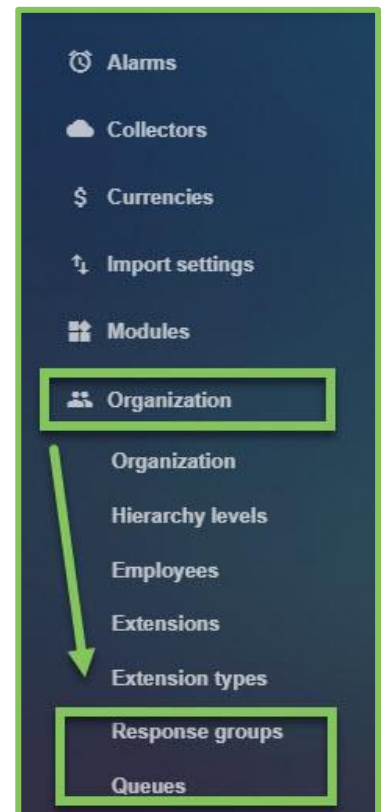 Alarms
Collectors
$ Currencies
Import settings
Modules
Organization
Organization
Hierarchy levels
Employees
Extensions
Extension types
Response groups
Queues